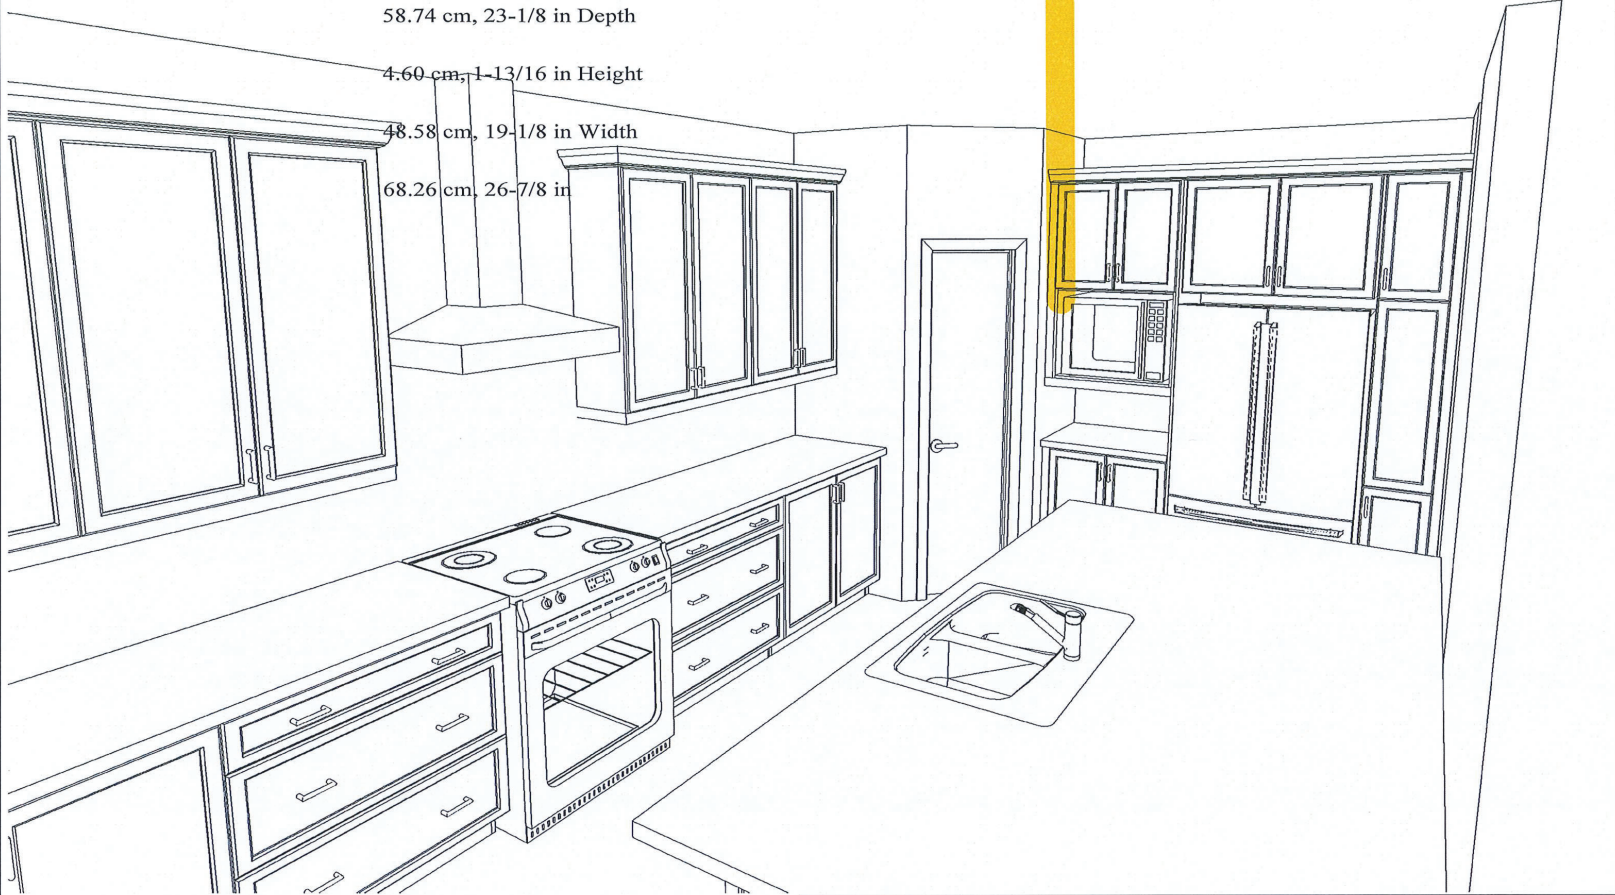 58.74 cm, 23-1/8 in Depth
4.60 cm, 1-13/16 in Height
48.58 cm, 19-1/8 in Width
68.26 cm, 26-7/8 in